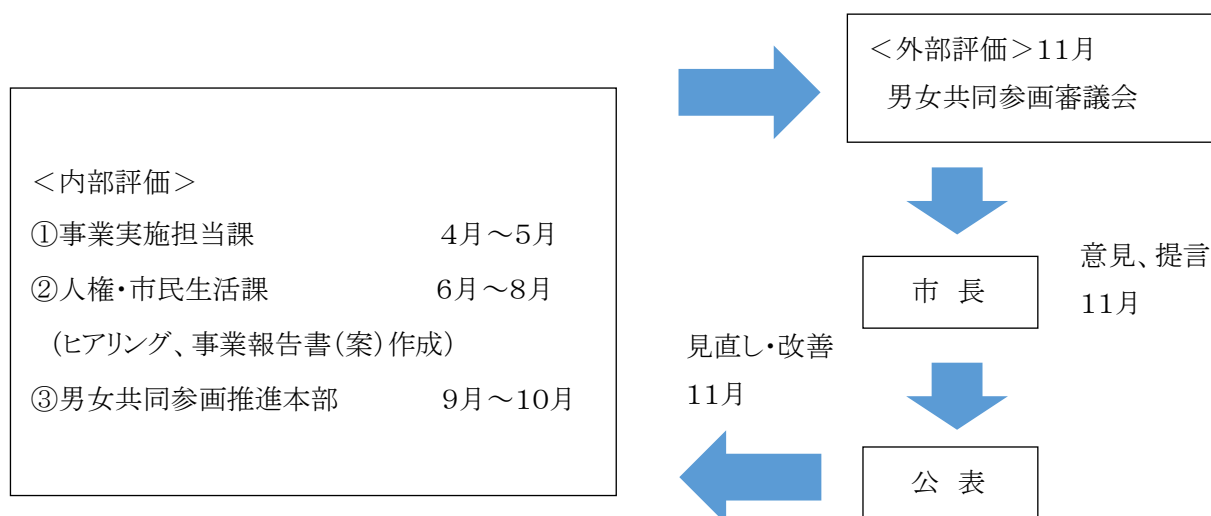 ＜内部評価＞
①事業実施担当課 4月～5月
②人権・市民生活課 6月～8月
(ヒアリング、事業報告書(案)作成)
③男女共同参画推進本部 9月～10月
＜外部評価＞11月
男女共同参画審議会
市 長
意見、提言
11月
見直し・改善
11月
公 表